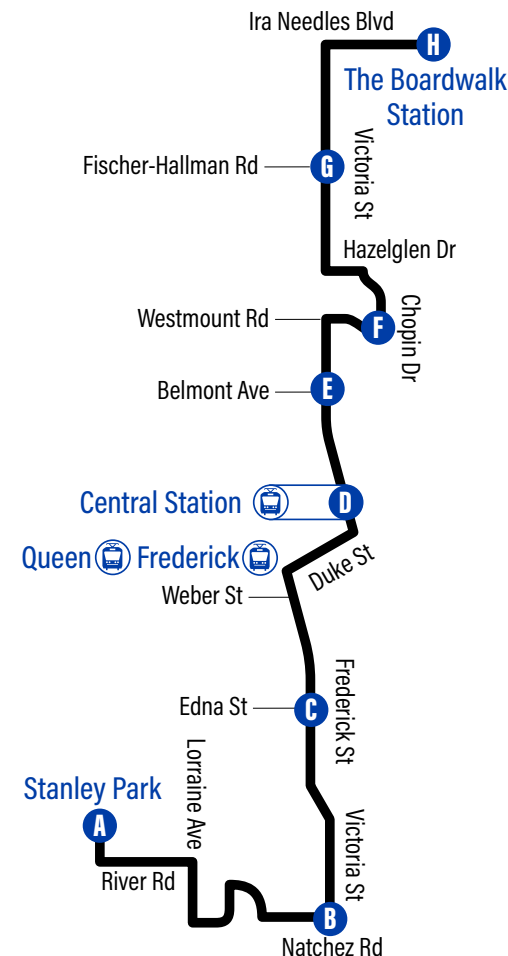 Ira Needles Blvd
H
The Boardwalk
Station
Fischer-Hallman Rd
G
Victoria St
Hazelglen Dr
Westmount Rd
F
Chopin Dr
Belmont Ave
E
Central Station
D
Queen
Frederick
Duke St
Weber St
Edna St
C
Frederick St
Lorraine Ave
Stanley Park
A
River Rd
Victoria St
B
Natchez Rd